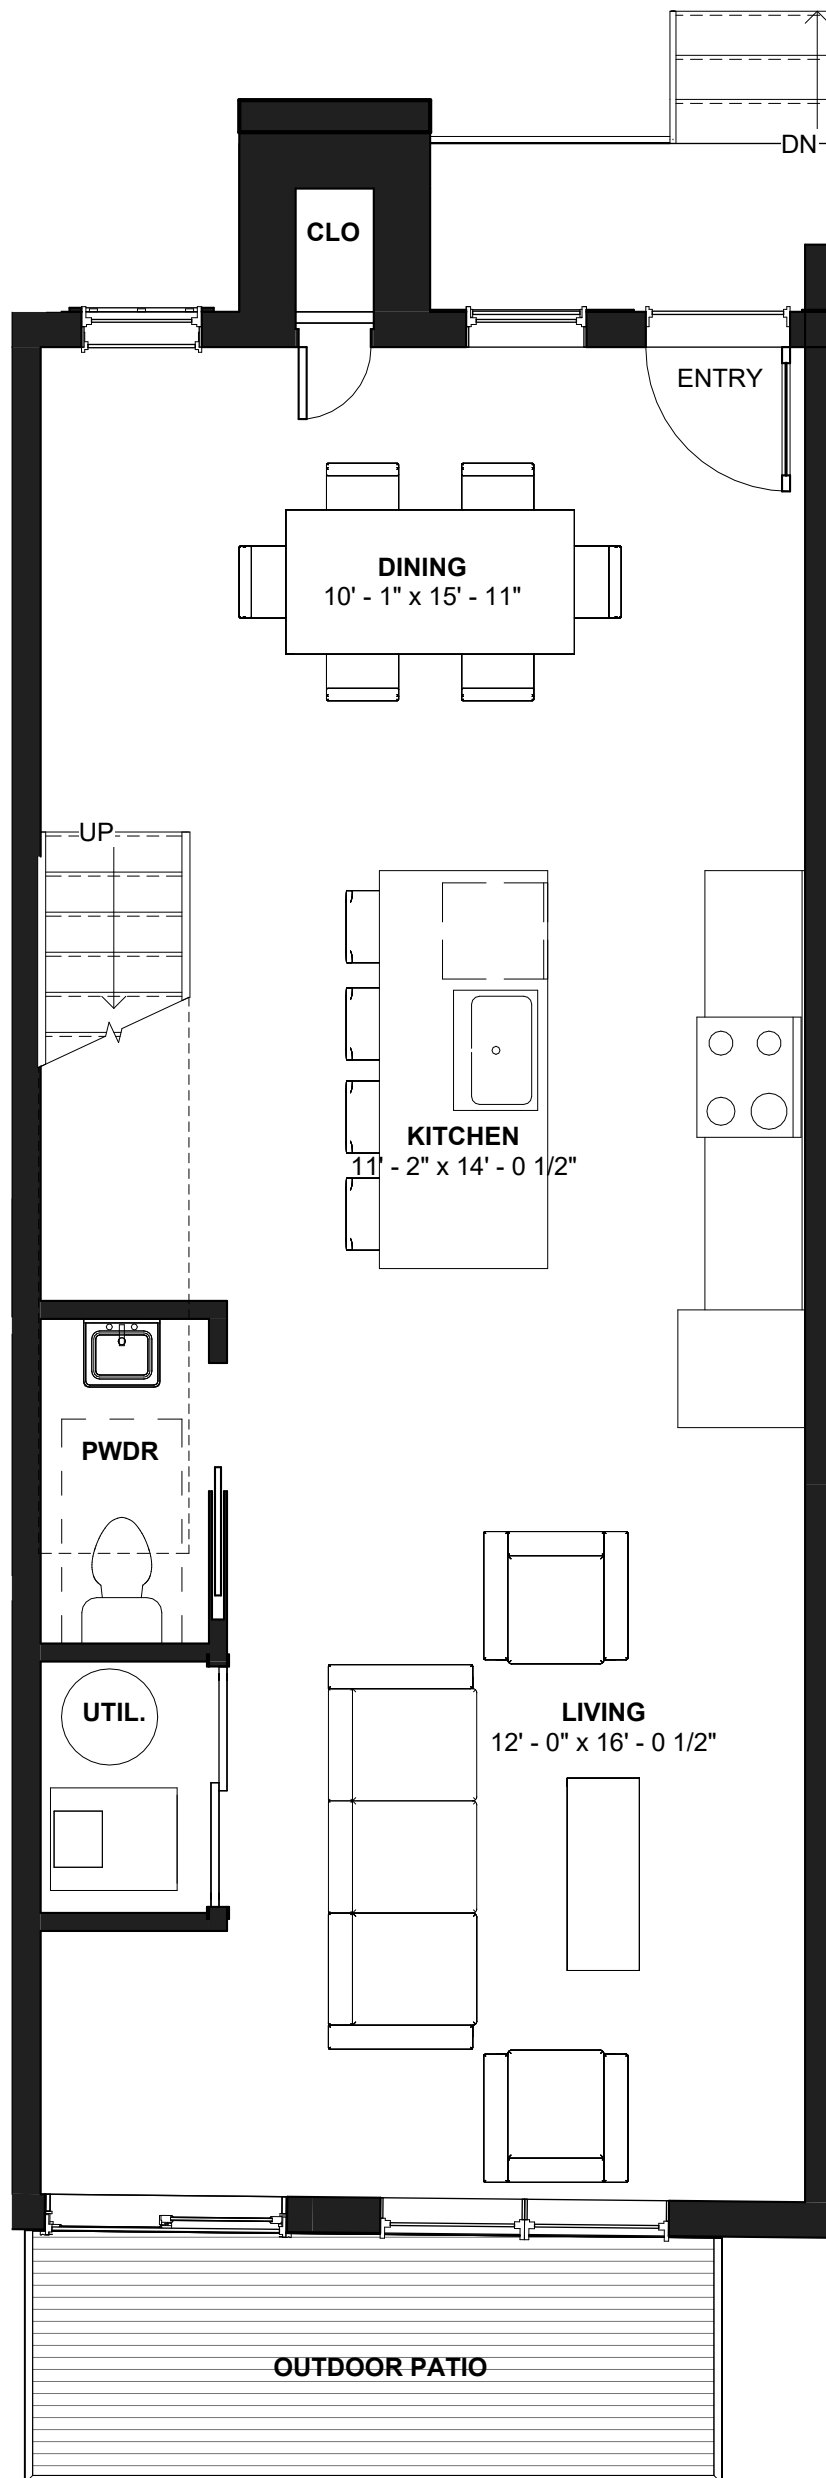 DN
CLO
ENTRY
DINING
10' - 1" x 15' - 11"
UP
KITCHEN
11' - 2" x 14' - 0 1/2"
PWDR
UTIL.
LIVING
12' - 0" x 16' - 0 1/2"
OUTDOOR PATIO